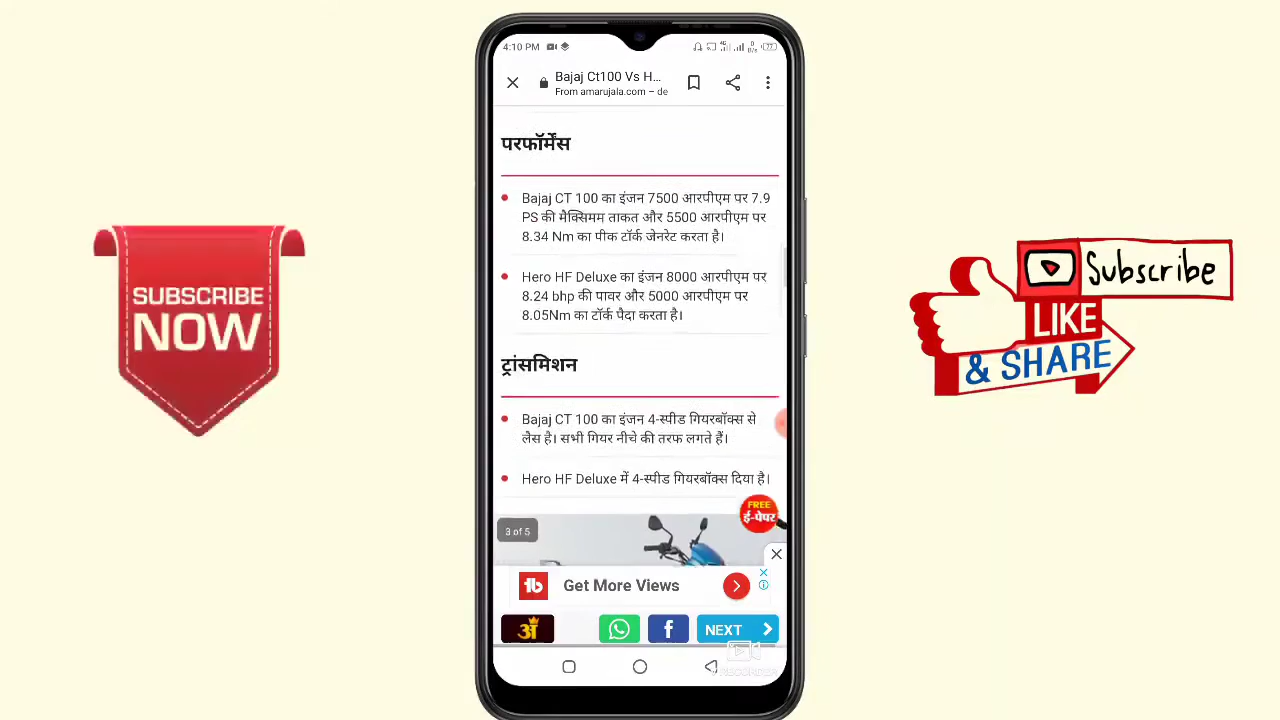 4:10 PM
Bajaj Ct100 Vs H...
From amarujala.com – de
परफॉर्मेंस
Bajaj CT 100 का इंजन 7500 आरपीएम पर 7.9
PS की मैक्सिमम ताकत और 5500 आरपीएम पर
8.34 Nm का पीक टॉर्क जेनरेट करता है।
Hero HF Deluxe का इंजन 8000 आरपीएम पर
8.24 bhp की पावर और 5000 आरपीएम पर
8.05Nm का टॉर्क पैदा करता है।
ट्रांसमिशन
Bajaj CT 100 का इंजन 4-स्पीड गियरबॉक्स से
लैस है। सभी गियर नीचे की तरफ लगते हैं।
Hero HF Deluxe में 4-स्पीड गियरबॉक्स दिया है।
FREE
ई-पेपर
3 of 5
Get More Views
अ
NEXT
SUBSCRIBE
NOW
Subscribe
LIKE
& SHARE